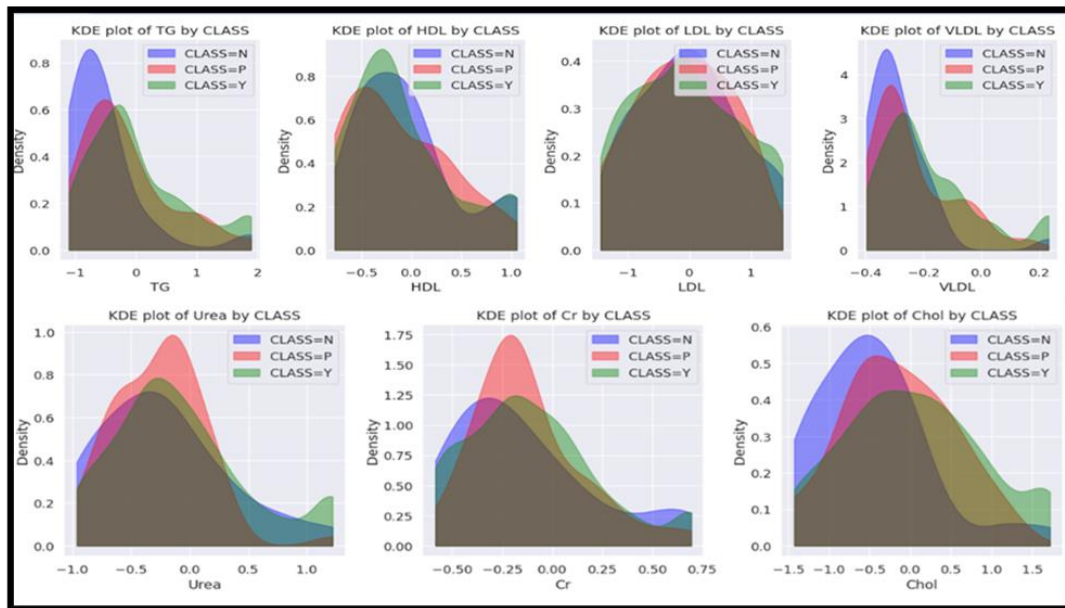 KDE plot of TG by CLASS
CLASS=N
CLASS=P
CLASS=Y
Density
0.8
0.6
0.4
0.2
0.0
−1
0
1
2
TG
KDE plot of HDL by CLASS
CLASS=N
CLASS=P
CLASS=Y
Density
0.8
0.6
0.4
0.2
0.0
−0.5
0.0
0.5
1.0
HDL
KDE plot of LDL by CLASS
CLASS=N
CLASS=P
CLASS=Y
Density
0.4
0.3
0.2
0.1
0.0
−1
0
1
LDL
KDE plot of VLDL by CLASS
CLASS=N
CLASS=P
CLASS=Y
Density
4
3
2
1
0
−0.4
−0.2
0.0
0.2
VLDL
KDE plot of Urea by CLASS
CLASS=N
CLASS=P
CLASS=Y
Density
1.0
0.8
0.6
0.4
0.2
0.0
−1.0
−0.5
0.0
0.5
1.0
Urea
KDE plot of Cr by CLASS
CLASS=N
CLASS=P
CLASS=Y
Density
1.75
1.50
1.25
1.00
0.75
0.50
0.25
0.00
−0.50
−0.25
0.00
0.25
0.50
0.75
Cr
KDE plot of Chol by CLASS
CLASS=N
CLASS=P
CLASS=Y
Density
0.6
0.5
0.4
0.3
0.2
0.1
0.0
−1.5
−1.0
−0.5
0.0
0.5
1.0
1.5
Chol